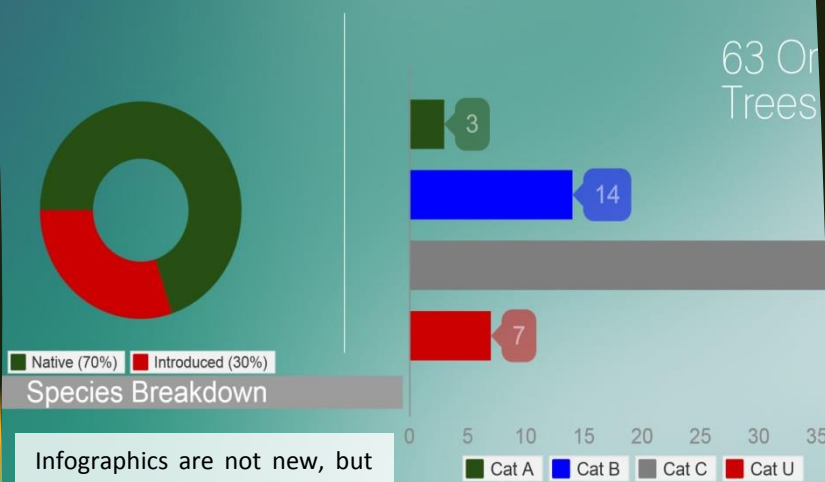 63 Or
Trees
3
14
7
Native (70%) Introduced (30%)
Species Breakdown
0 5 10 15 20 25 30 35
Cat A Cat B Cat C Cat U
Infographics are not new, but